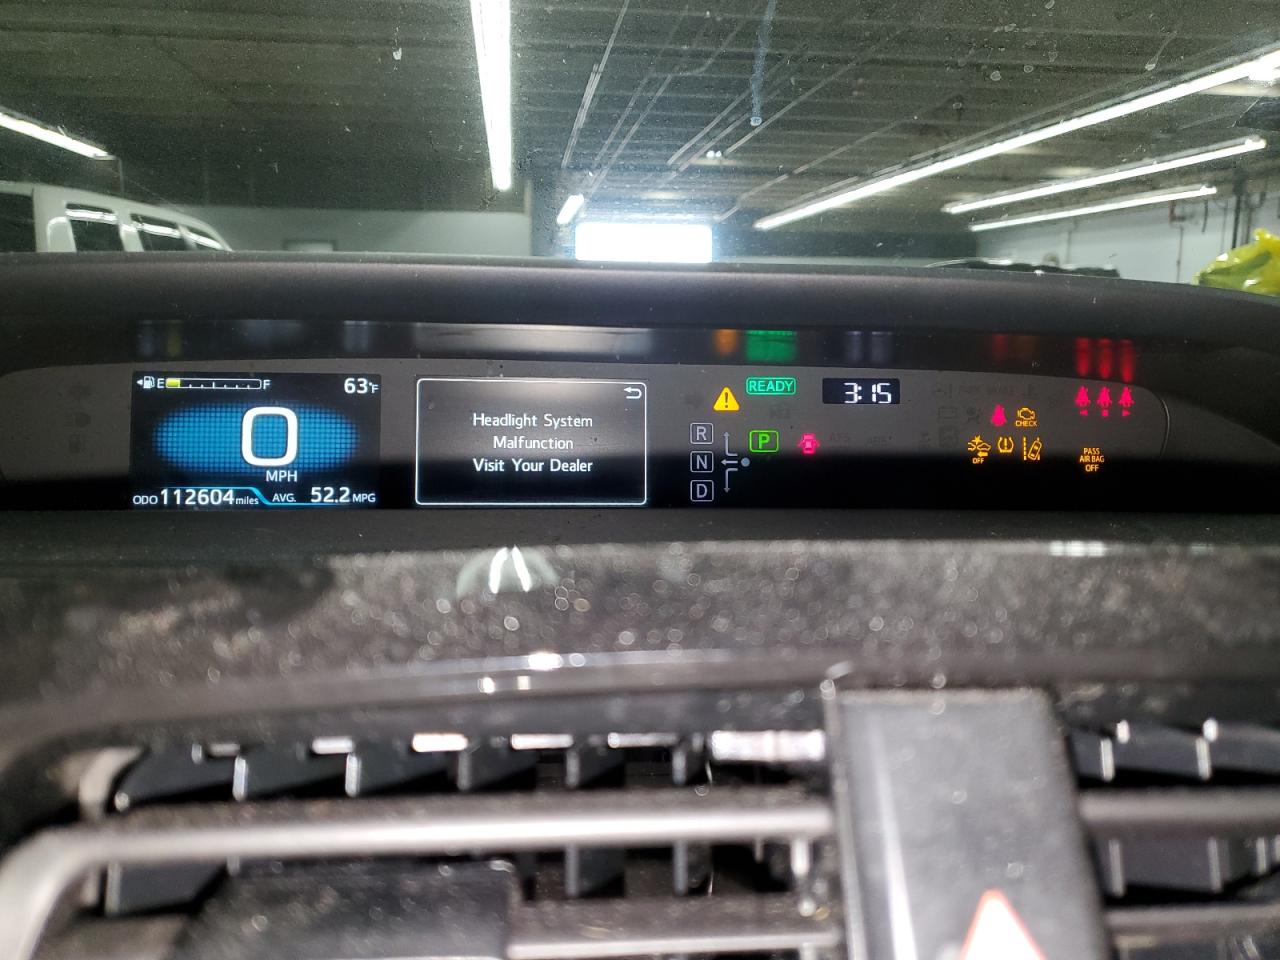 E F
63°F
0
MPH
ODO 112604 miles AVG. 52.2 MPG
Headlight System
Malfunction
Visit Your Dealer
READY
3:15
R
P
N
D
CHECK
OFF
PASS
AIR BAG
OFF